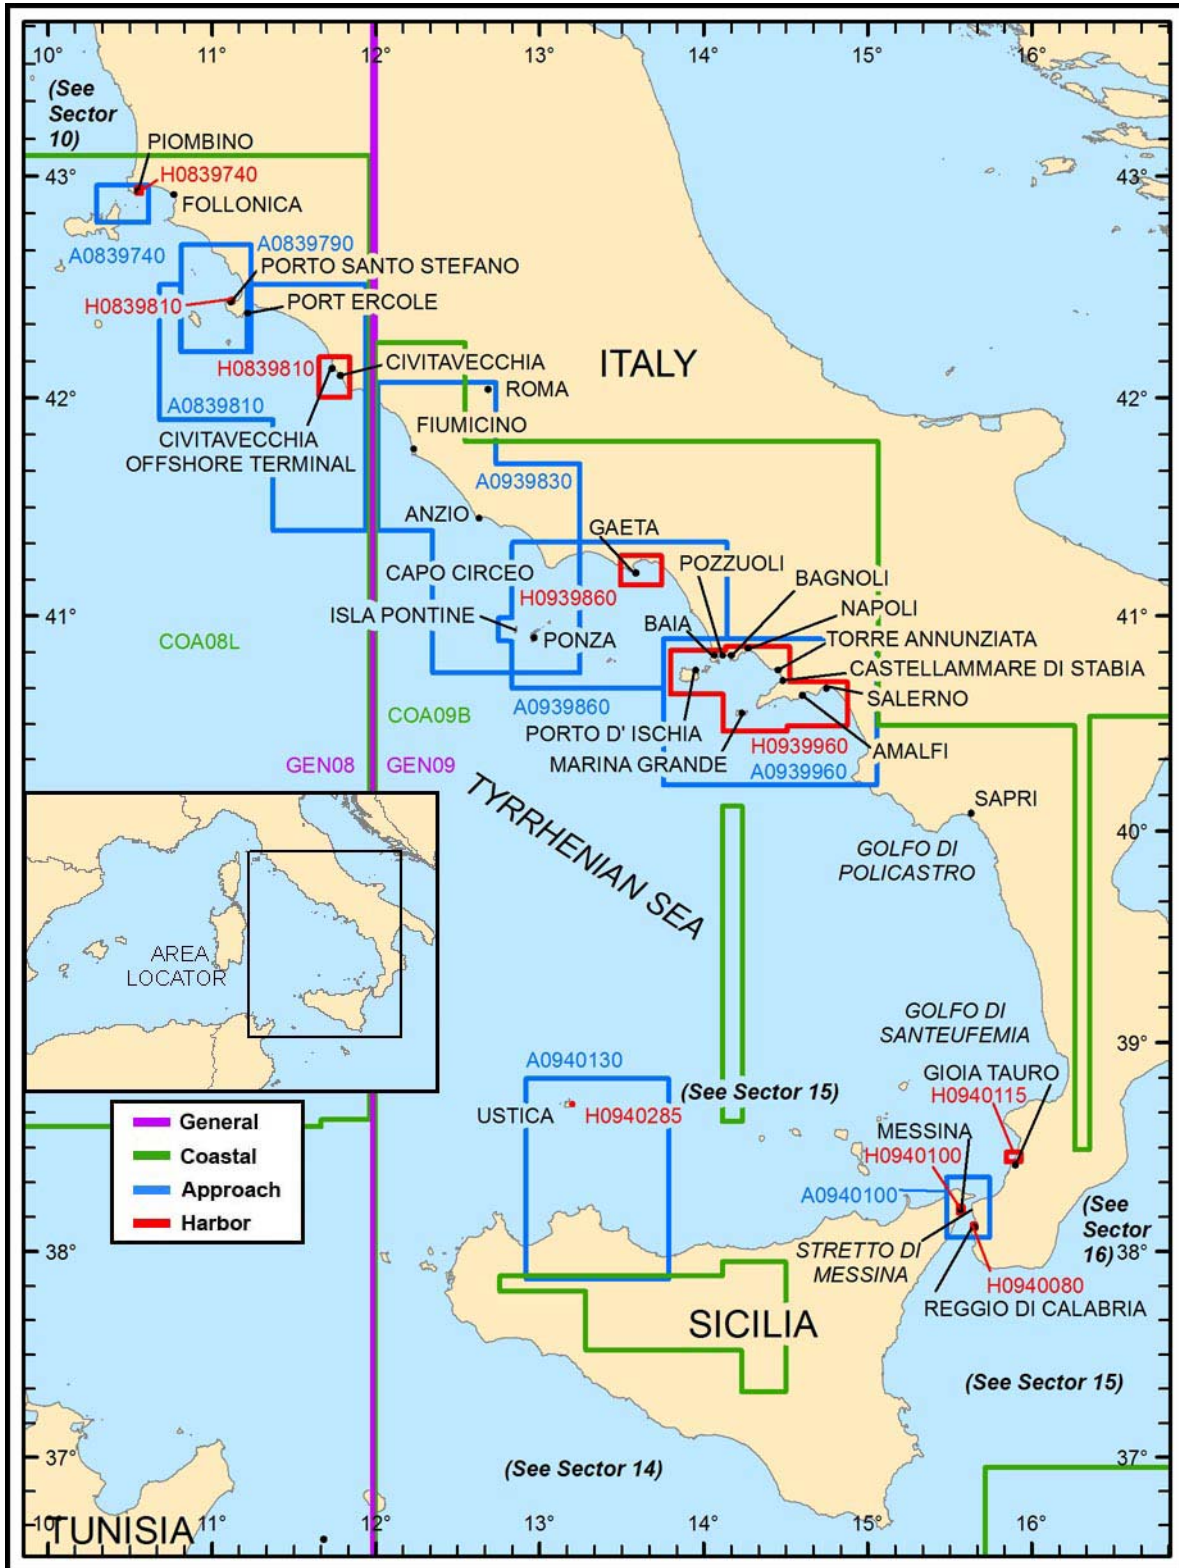 10°
11°
12°
13°
14°
15°
16°
(See
Sector
10)
PIOMBINO
H0839740
43°
43°
FOLLONICA
A0839740
A0839790
PORTO SANTO STEFANO
H0839810
PORT ERCOLE
H0839810
CIVITAVECCHIA
ITALY
ROMA
42°
42°
A0839810
FIUMICINO
CIVITAVECCHIA
OFFSHORE TERMINAL
A0939830
ANZIO
GAETA
POZZUOLI
BAGNOLI
CAPO CIRCEO
H0939860
NAPOLI
41°
41°
ISLA PONTINE
PONZA
BAIA
TORRE ANNUNZIATA
COA08L
CASTELLAMMARE DI STABIA
SALERNO
COA09B
A0939860
PORTO D' ISCHIA
H0939960
AMALFI
GEN08
GEN09
MARINA GRANDE
A0939960
TYRRHENIAN SEA
SAPRI
40°
GOLFO DI
POLICASTRO
AREA
LOCATOR
GOLFO DI
SANTEUFEMIA
39°
A0940130
(See Sector 15)
GIOIA TAURO
H0940115
USTICA
H0940285
MESSINA
H0940100
General
Coastal
Approach
Harbor
A0940100
(See
Sector
16)
38°
38°
STRETTO DI
MESSINA
H0940080
REGGIO DI CALABRIA
SICILIA
(See Sector 15)
37°
37°
(See Sector 14)
10°
11°
12°
13°
14°
15°
16°
TUNISIA